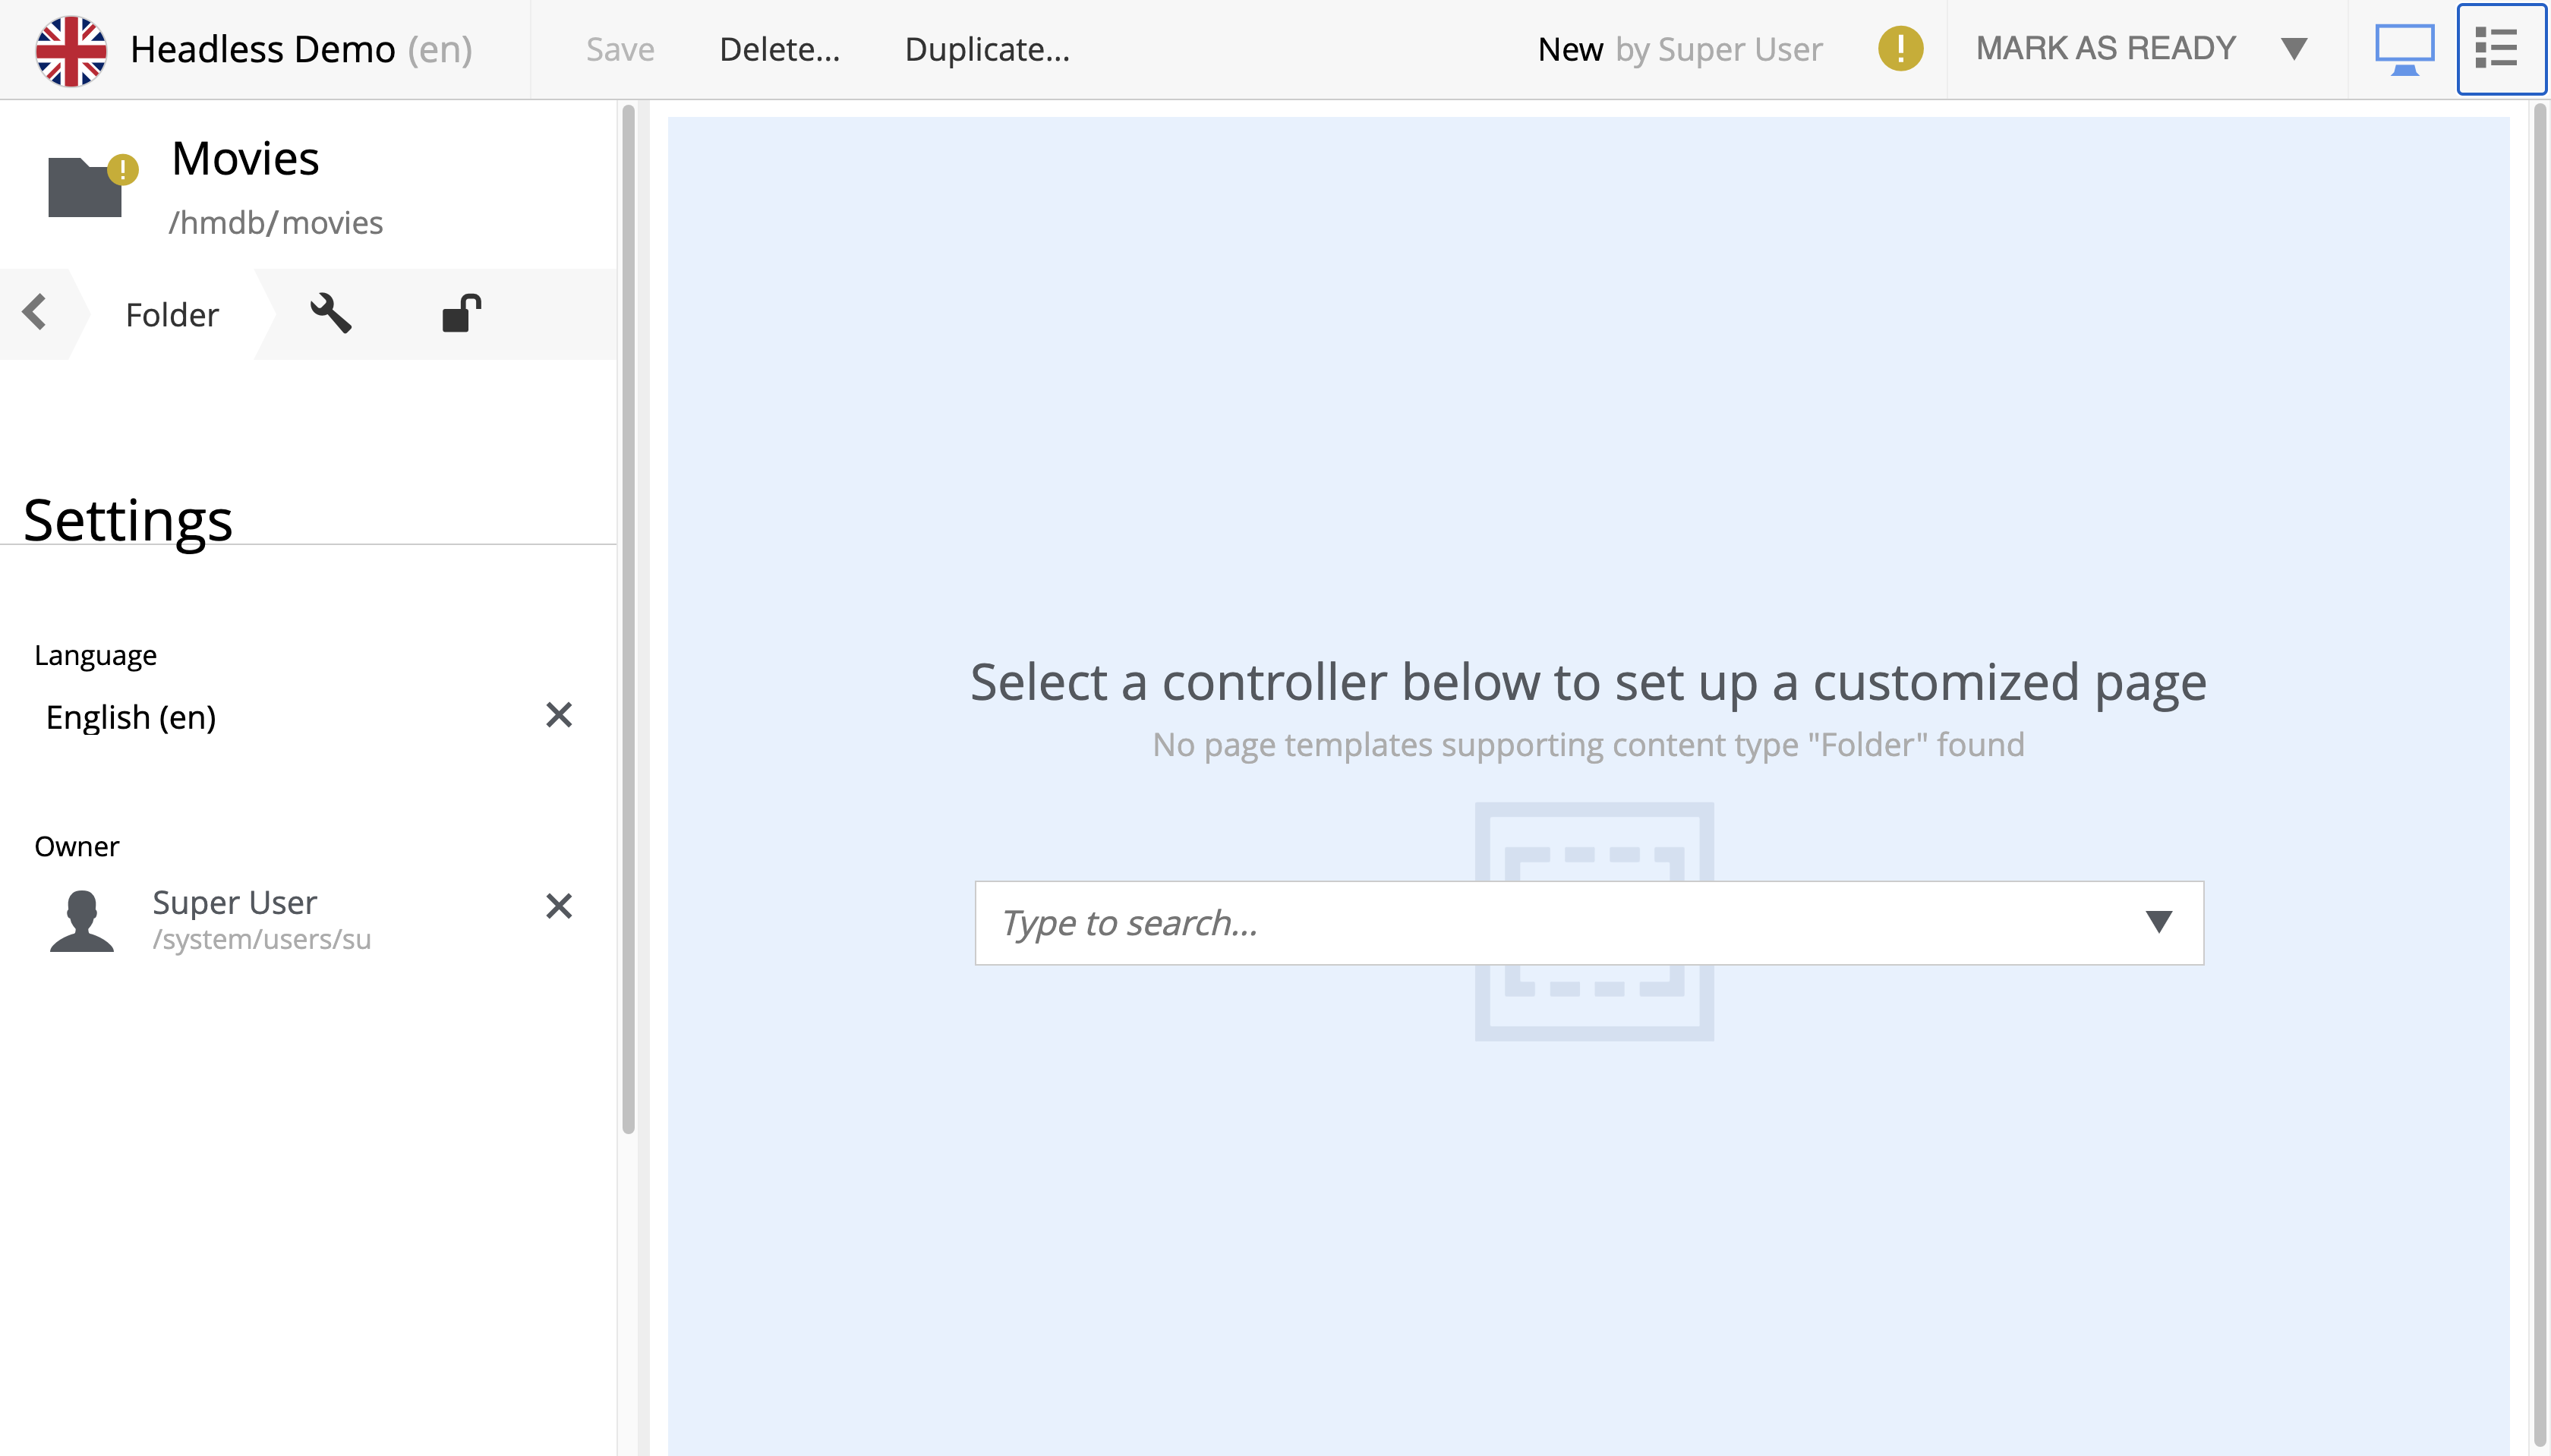 Headless Demo (en) Save Delete... Duplicate... New by Super User ! MARK AS READY
Movies
/hmdb/movies
Folder
Settings
Language
English (en)
Owner
Super User
/system/users/su
Select a controller below to set up a customized page
No page templates supporting content type "Folder" found
Type to search...